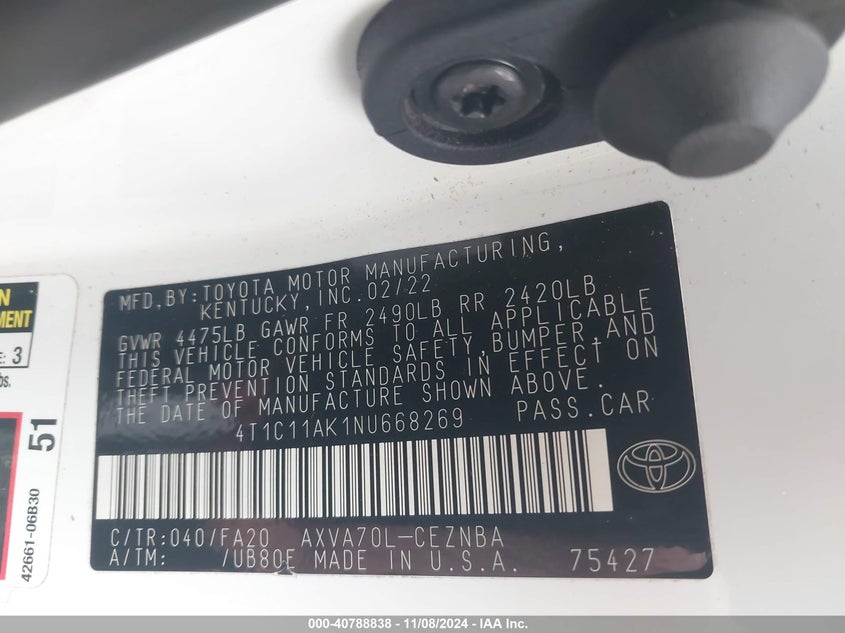 MFD. BY: TOYOTA MOTOR MANUFACTURING,
KENTUCKY, INC. 02/22
GVWR 4475LB GAWR FR 2490LB RR 2420LB
THIS VEHICLE CONFORMS TO ALL APPLICABLE
FEDERAL MOTOR VEHICLE SAFETY, BUMPER, AND
THEFT PREVENTION STANDARDS IN EFFECT ON
THE DATE OF MANUFACTURE SHOWN ABOVE.
4T1C11AK1NU668269 PASS.CAR
C/TR:040/FA20 AXVA70L-CEZNBA
A/TM: /UB80E MADE IN U.S.A. 75427
3
51
42661-06B30
000-40788838 - 11/08/2024 - IAA Inc.